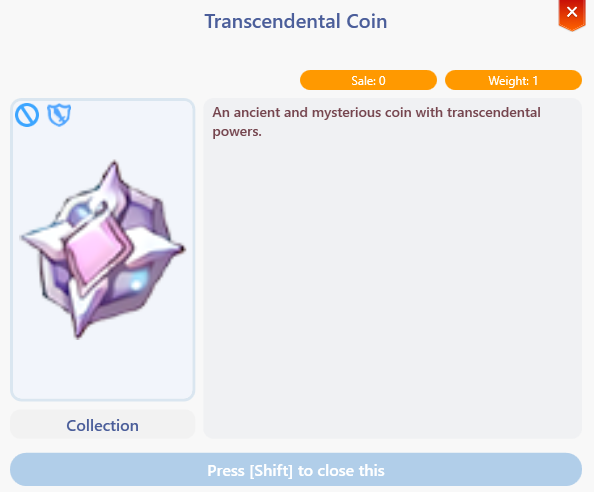 Transcendental Coin
Sale: 0
Weight: 1
An ancient and mysterious coin with transcendental
powers.
Collection
Press [Shift] to close this